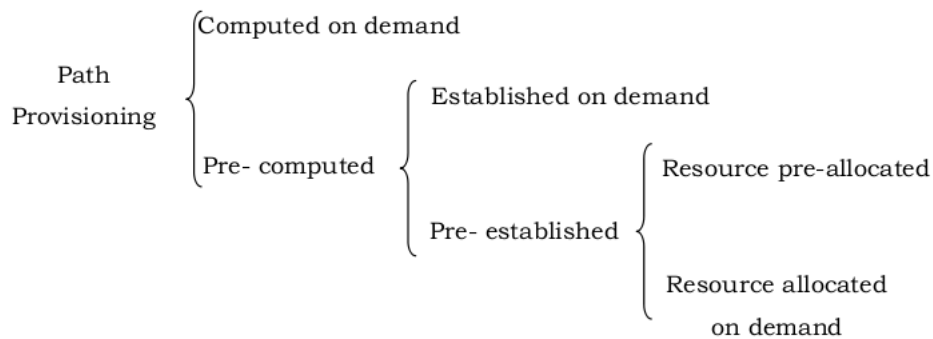 Computed on demand
Path
Provisioning
Established on demand
Pre- computed
Resource pre-allocated
Pre- established
Resource allocated
on demand